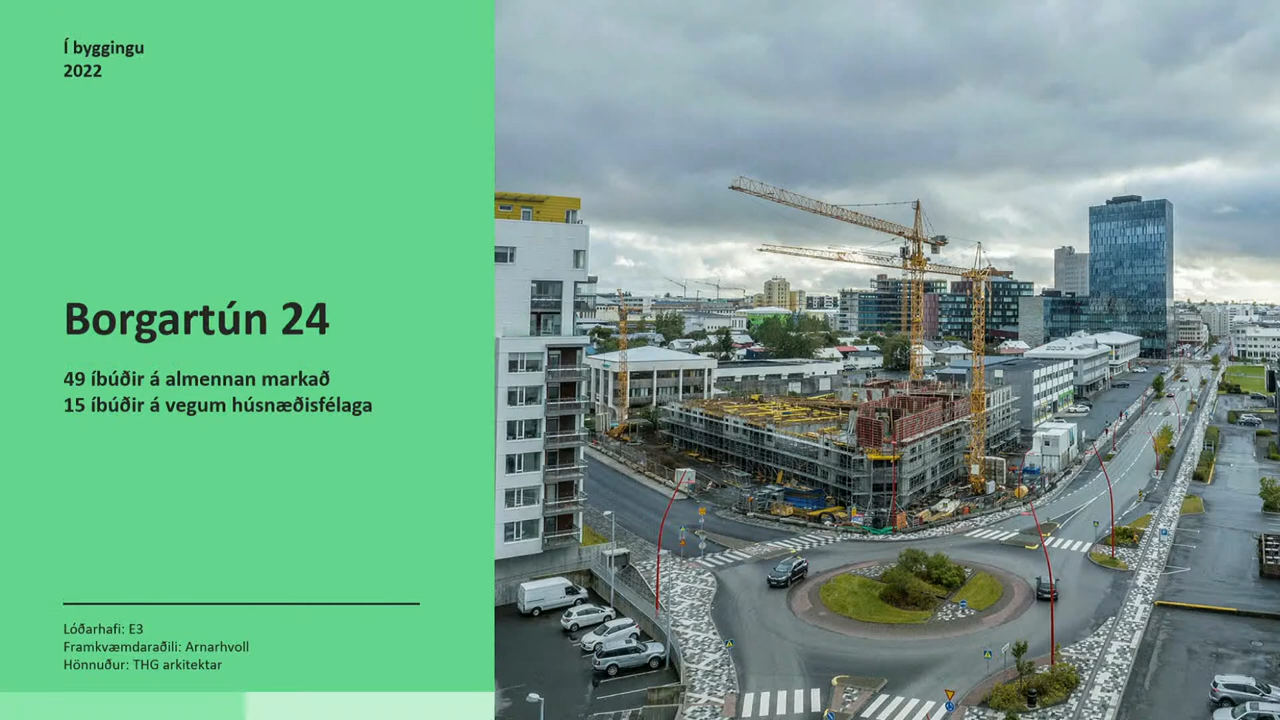 Í byggingu
2022
Borgartún 24
49 íbúðir á almennan markað
15 íbúðir á vegum húsnæðisfélaga
Lóðarhafi: E3
Framkvæmdaraðili: Arnarhvoll
Hönnuður: THG arkitektar